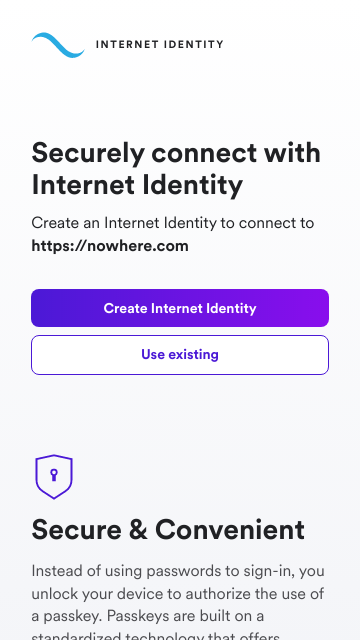 INTERNET IDENTITY
Securely connect with
Internet Identity
Create an Internet Identity to connect to
https://nowhere.com
Create Internet Identity
Use existing
Secure & Convenient
Instead of using passwords to sign-in, you
unlock your device to authorize the use of
a passkey. Passkeys are built on a
standardized technology that offers